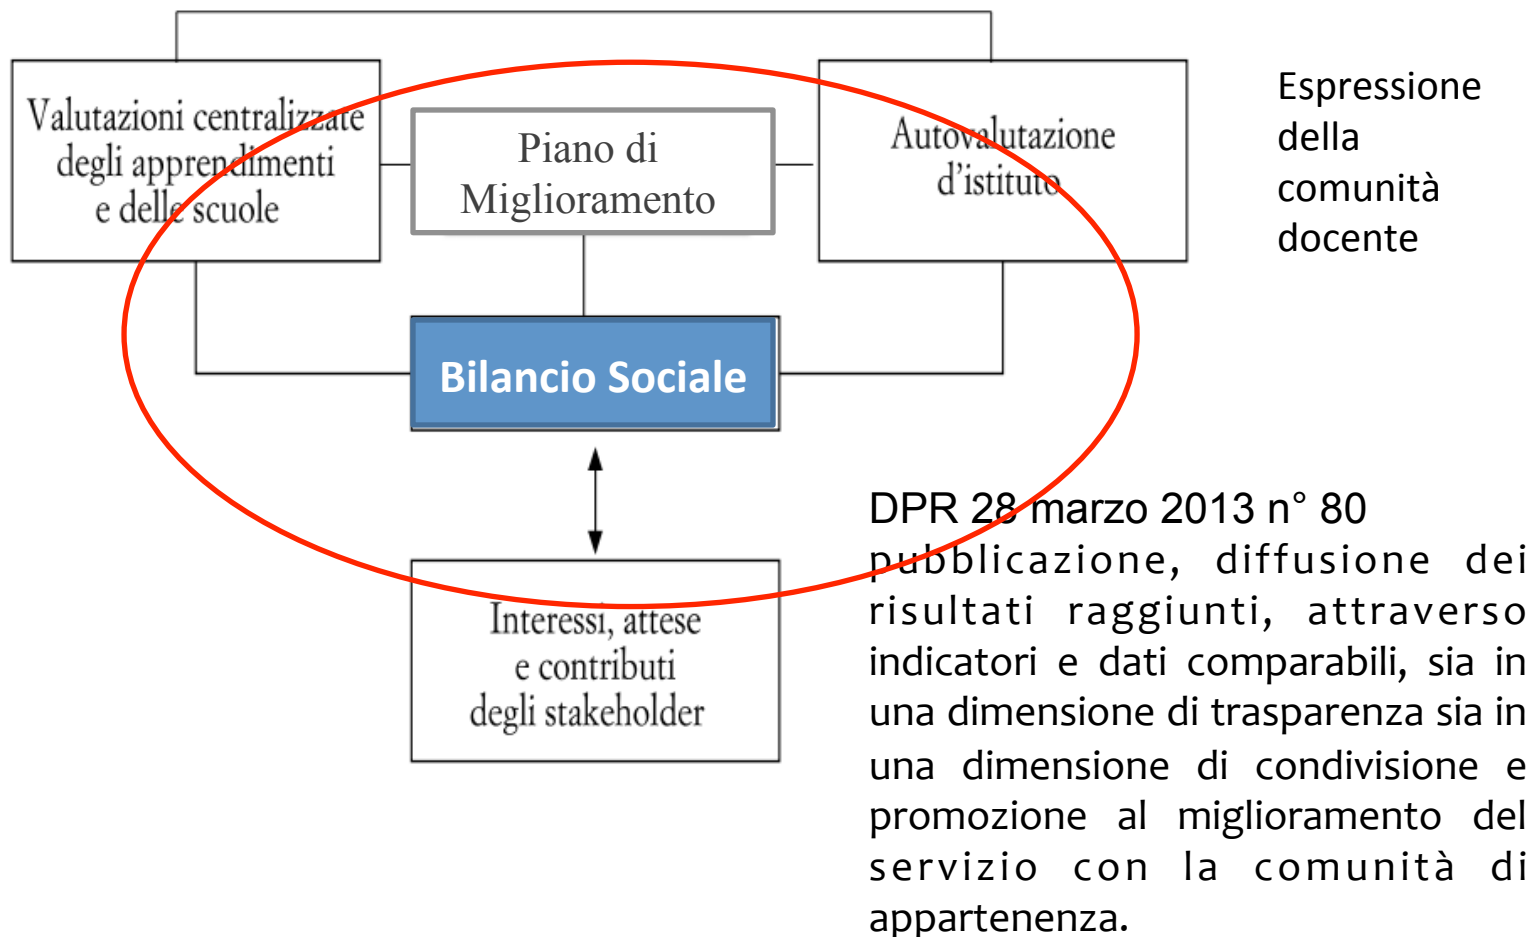 Valutazioni centralizzate
degli apprendimenti
e delle scuole
Piano di
Miglioramento
Autovalutazione
d'istituto
Espressione
della
comunità
docente
Bilancio Sociale
Interessi, attese
e contributi
degli stakeholder
DPR 28 marzo 2013 n° 80
pubblicazione, diffusione dei
risultati raggiunti, attraverso
indicatori e dati comparabili, sia in
una dimensione di trasparenza sia in
una dimensione di condivisione e
promozione al miglioramento del
servizio con la comunità di
appartenenza.